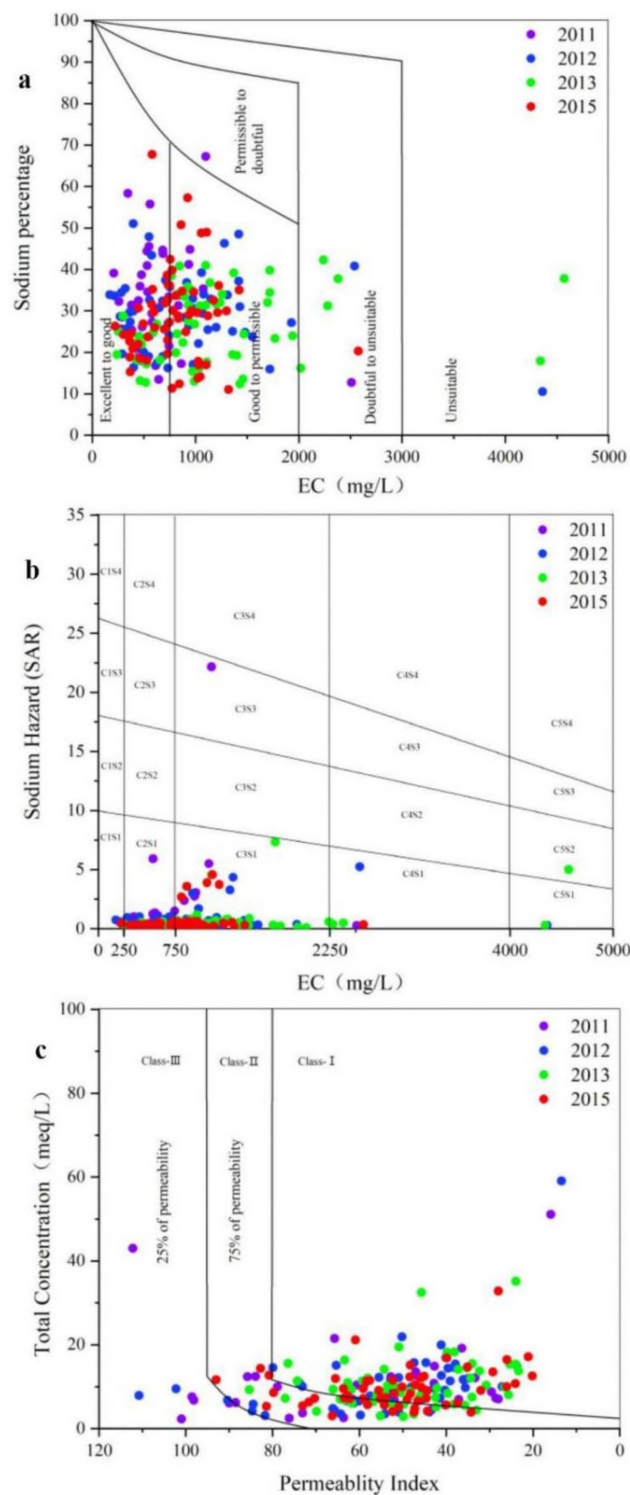 a
Sodium percentage
100
90
80
70
60
50
40
30
20
10
0
2011
2012
2013
2015
Permissible to
doubtful
Excellent to good
Good to permissible
Doubtful to unsuitable
Unsuitable
0 1000 2000 3000 4000 5000
EC（mg/L）
b
Sodium Hazard (SAR)
35
30
25
20
15
10
5
0
2011
2012
2013
2015
C1S4 C2S4 C3S4 C4S4 C5S4
C1S3 C2S3 C3S3 C4S3 C5S3
C1S2 C2S2 C3S2 C4S2 C5S2
C1S1 C2S1 C3S1 C4S1 C5S1
0 250 750 2250 4000 5000
EC（mg/L）
c
Total Concentration（meq/L）
100
80
60
40
20
0
Class-Ⅲ Class-Ⅱ Class-Ⅰ
2011
2012
2013
2015
25% of permeability
75% of permeability
120 100 80 60 40 20 0
Permeablity Index